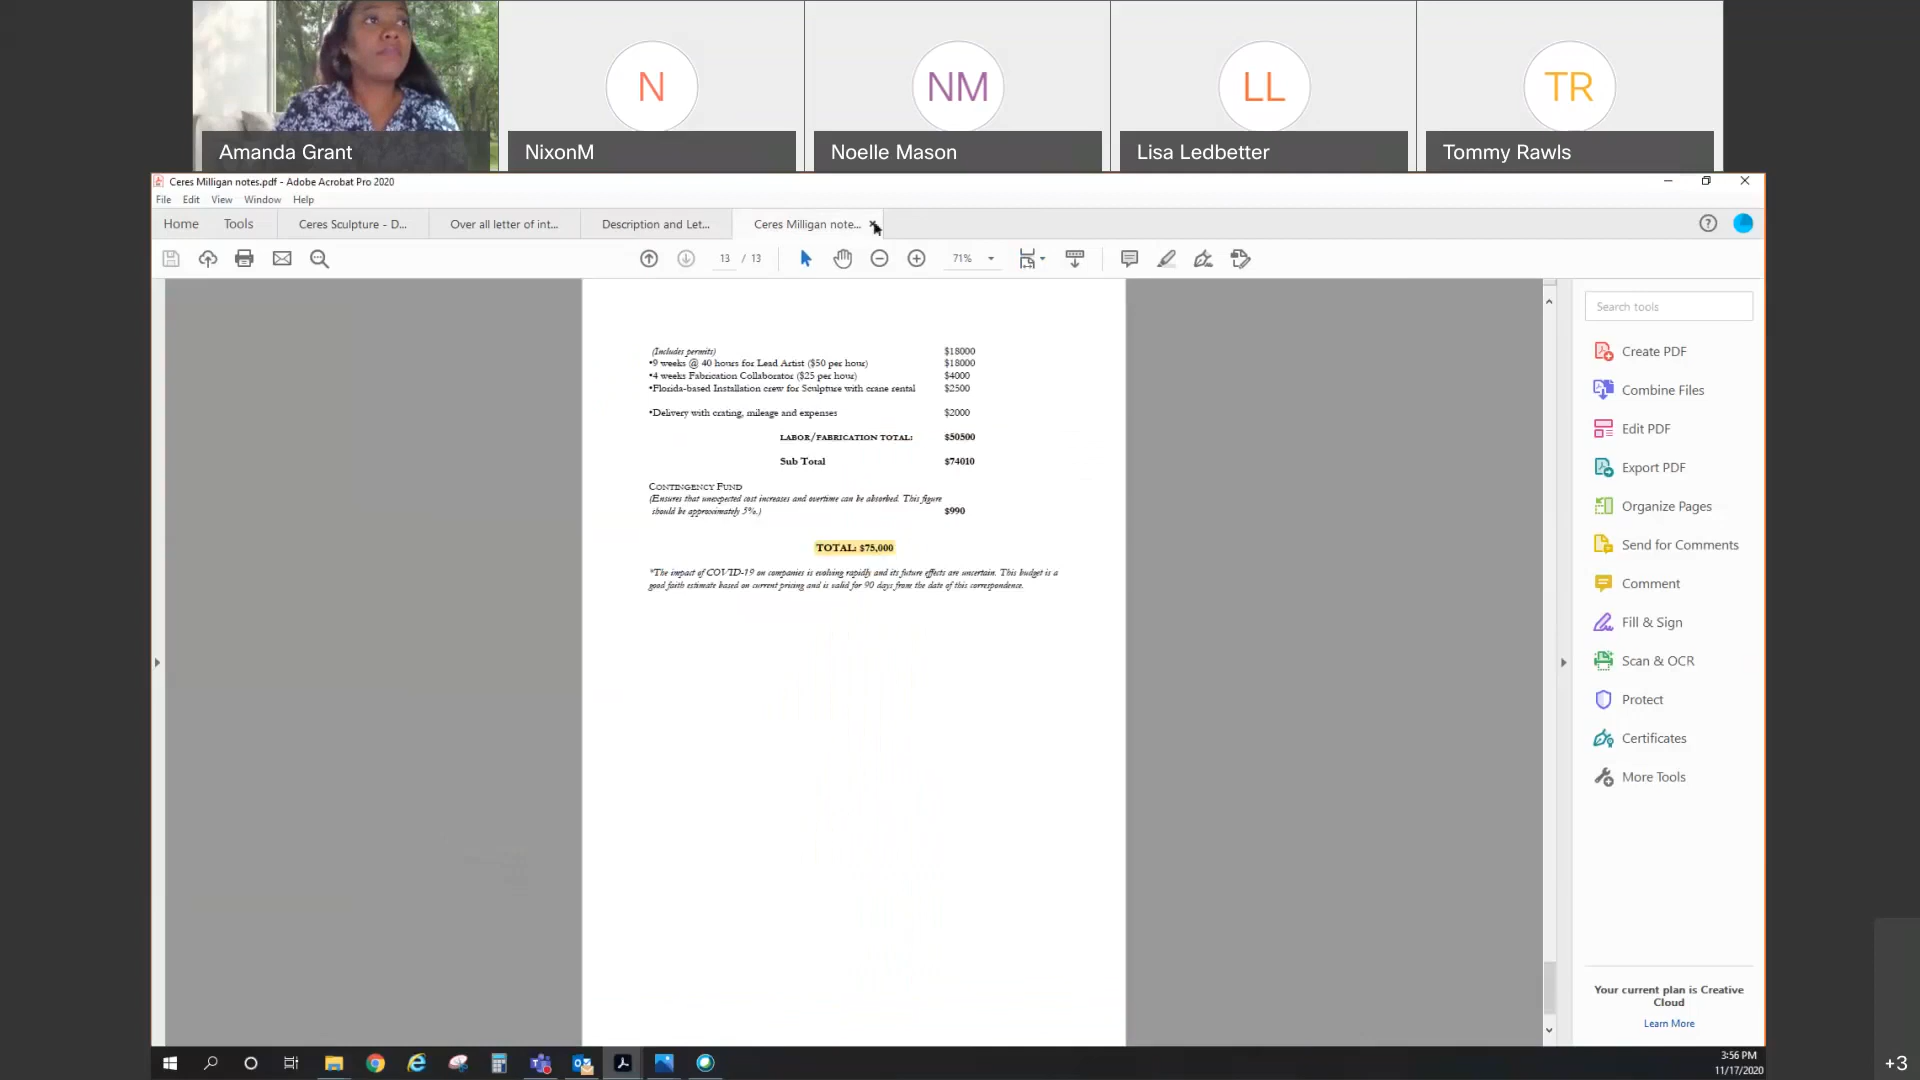 N
NM
LL
TR
Amanda Grant
NixonM
Noelle Mason
Lisa Ledbetter
Tommy Rawls
Ceres Milligan notes.pdf - Adobe Acrobat Pro 2020
File Edit View Window Help
Home Tools Ceres Sculpture - D... Over all letter of int... Description and Let... Ceres Milligan note...
13 / 13 71%
(Includes permits) $18000
•9 weeks @ 40 hours for Lead Artist ($50 per hour) $18000
•4 weeks Fabrication Collaborator ($25 per hour) $4000
•Florida-based Installation crew for Sculpture with crane rental $2500
•Delivery with crating, mileage and expenses $2000
LABOR/FABRICATION TOTAL: $50500
Sub Total $74010
CONTINGENCY FUND
(Ensures that unexpected cost increases and overtime can be absorbed. This figure
should be approximately 5%.) $990
TOTAL: $75,000
*The impact of COVID-19 on companies is evolving rapidly and its future effects are uncertain. This budget is a
good faith estimate based on current pricing and is valid for 90 days from the date of this correspondence.
Search tools
Create PDF
Combine Files
Edit PDF
Export PDF
Organize Pages
Send for Comments
Comment
Fill & Sign
Scan & OCR
Protect
Certificates
More Tools
Your current plan is Creative
Cloud
Learn More
3:56 PM
11/17/2020
+3